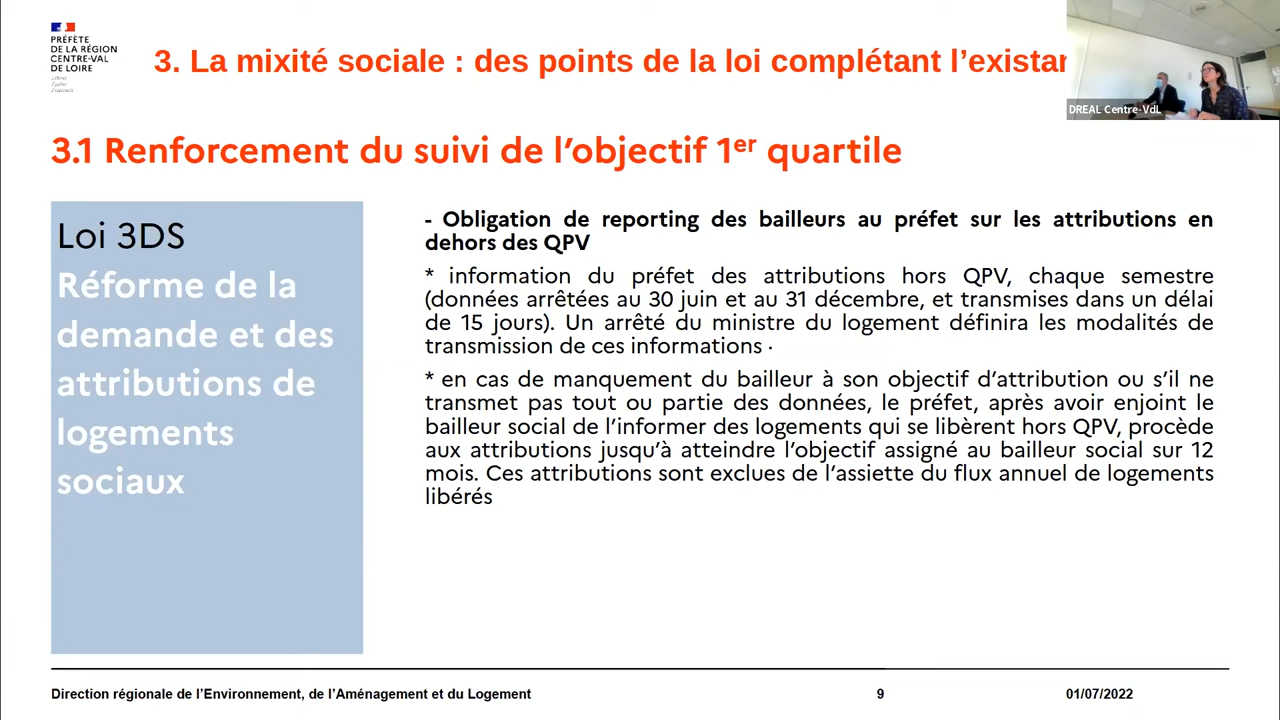 PRÉFÈTE
DE LA RÉGION
CENTRE-VAL
DE LOIRE
Liberté
Égalité
Fraternité
3. La mixité sociale : des points de la loi complétant l’existan
DREAL Centre-VdL
3.1 Renforcement du suivi de l’objectif 1er quartile
Loi 3DS
Réforme de la
demande et des
attributions de
logements
sociaux
- Obligation de reporting des bailleurs au préfet sur les attributions en
dehors des QPV
* information du préfet des attributions hors QPV, chaque semestre
(données arrêtées au 30 juin et au 31 décembre, et transmises dans un délai
de 15 jours). Un arrêté du ministre du logement définira les modalités de
transmission de ces informations ·
* en cas de manquement du bailleur à son objectif d’attribution ou s’il ne
transmet pas tout ou partie des données, le préfet, après avoir enjoint le
bailleur social de l’informer des logements qui se libèrent hors QPV, procède
aux attributions jusqu’à atteindre l’objectif assigné au bailleur social sur 12
mois. Ces attributions sont exclues de l’assiette du flux annuel de logements
libérés
Direction régionale de l’Environnement, de l’Aménagement et du Logement
9
01/07/2022